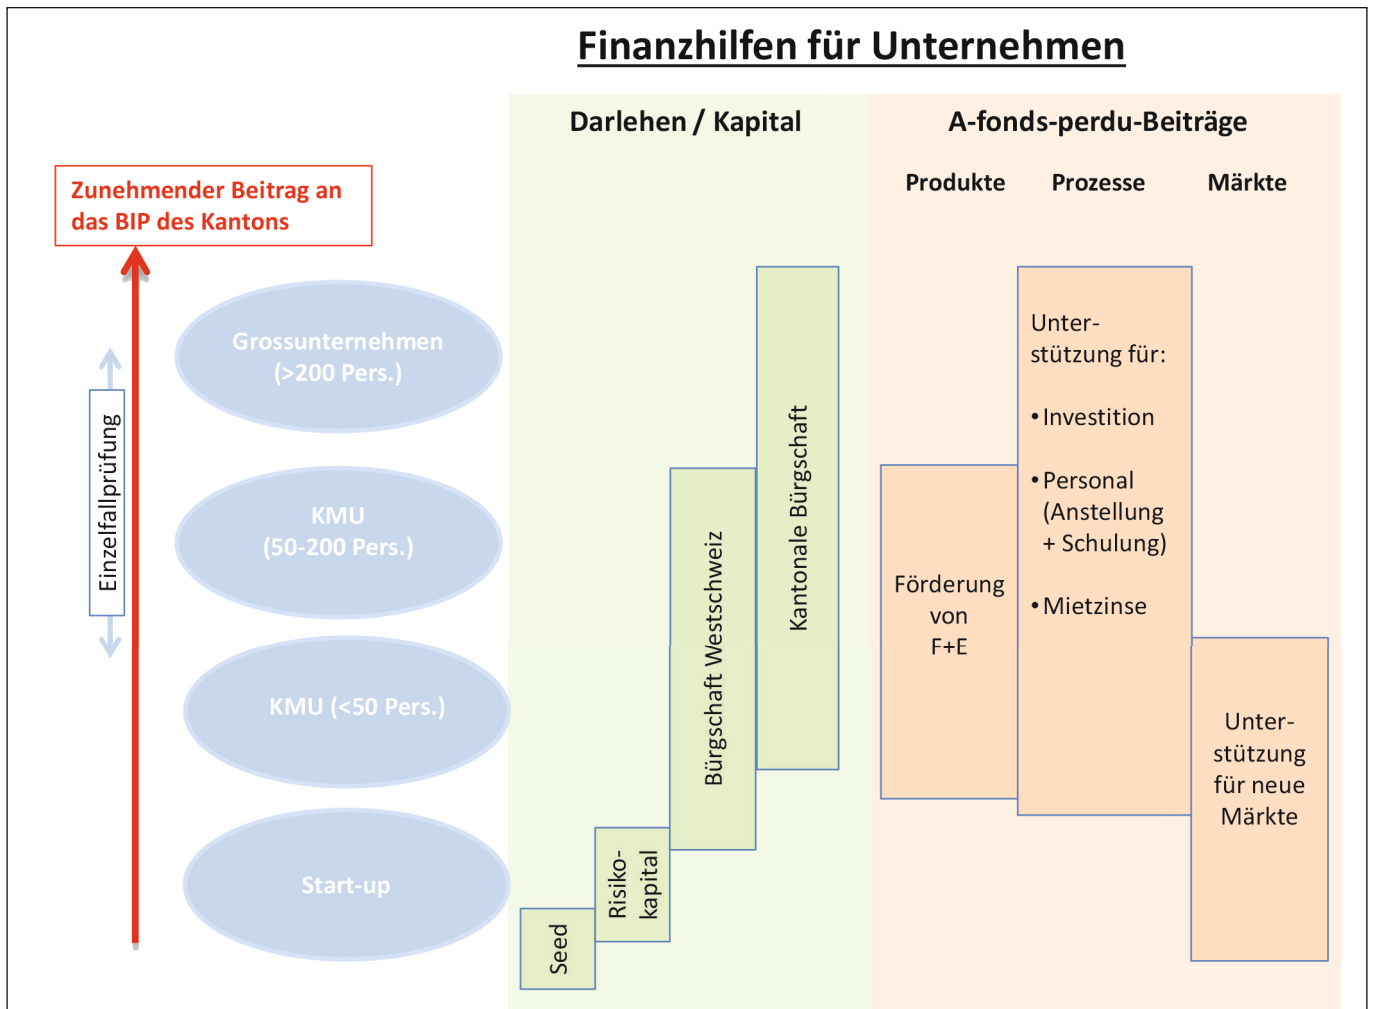 Finanzhilfen für Unternehmen
Darlehen / Kapital
A-fonds-perdu-Beiträge
Produkte
Prozesse
Märkte
Zunehmender Beitrag an
das BIP des Kantons
Einzelfallprüfung
Grossunternehmen
(>200 Pers.)
KMU
(50-200 Pers.)
KMU (<50 Pers.)
Start-up
Seed
Risiko-
kapital
Bürgschaft Westschweiz
Kantonale Bürgschaft
Förderung
von
F+E
Unter-
stützung für:
• Investition
• Personal
(Anstellung
+ Schulung)
• Mietzinse
Unter-
stützung
für neue
Märkte